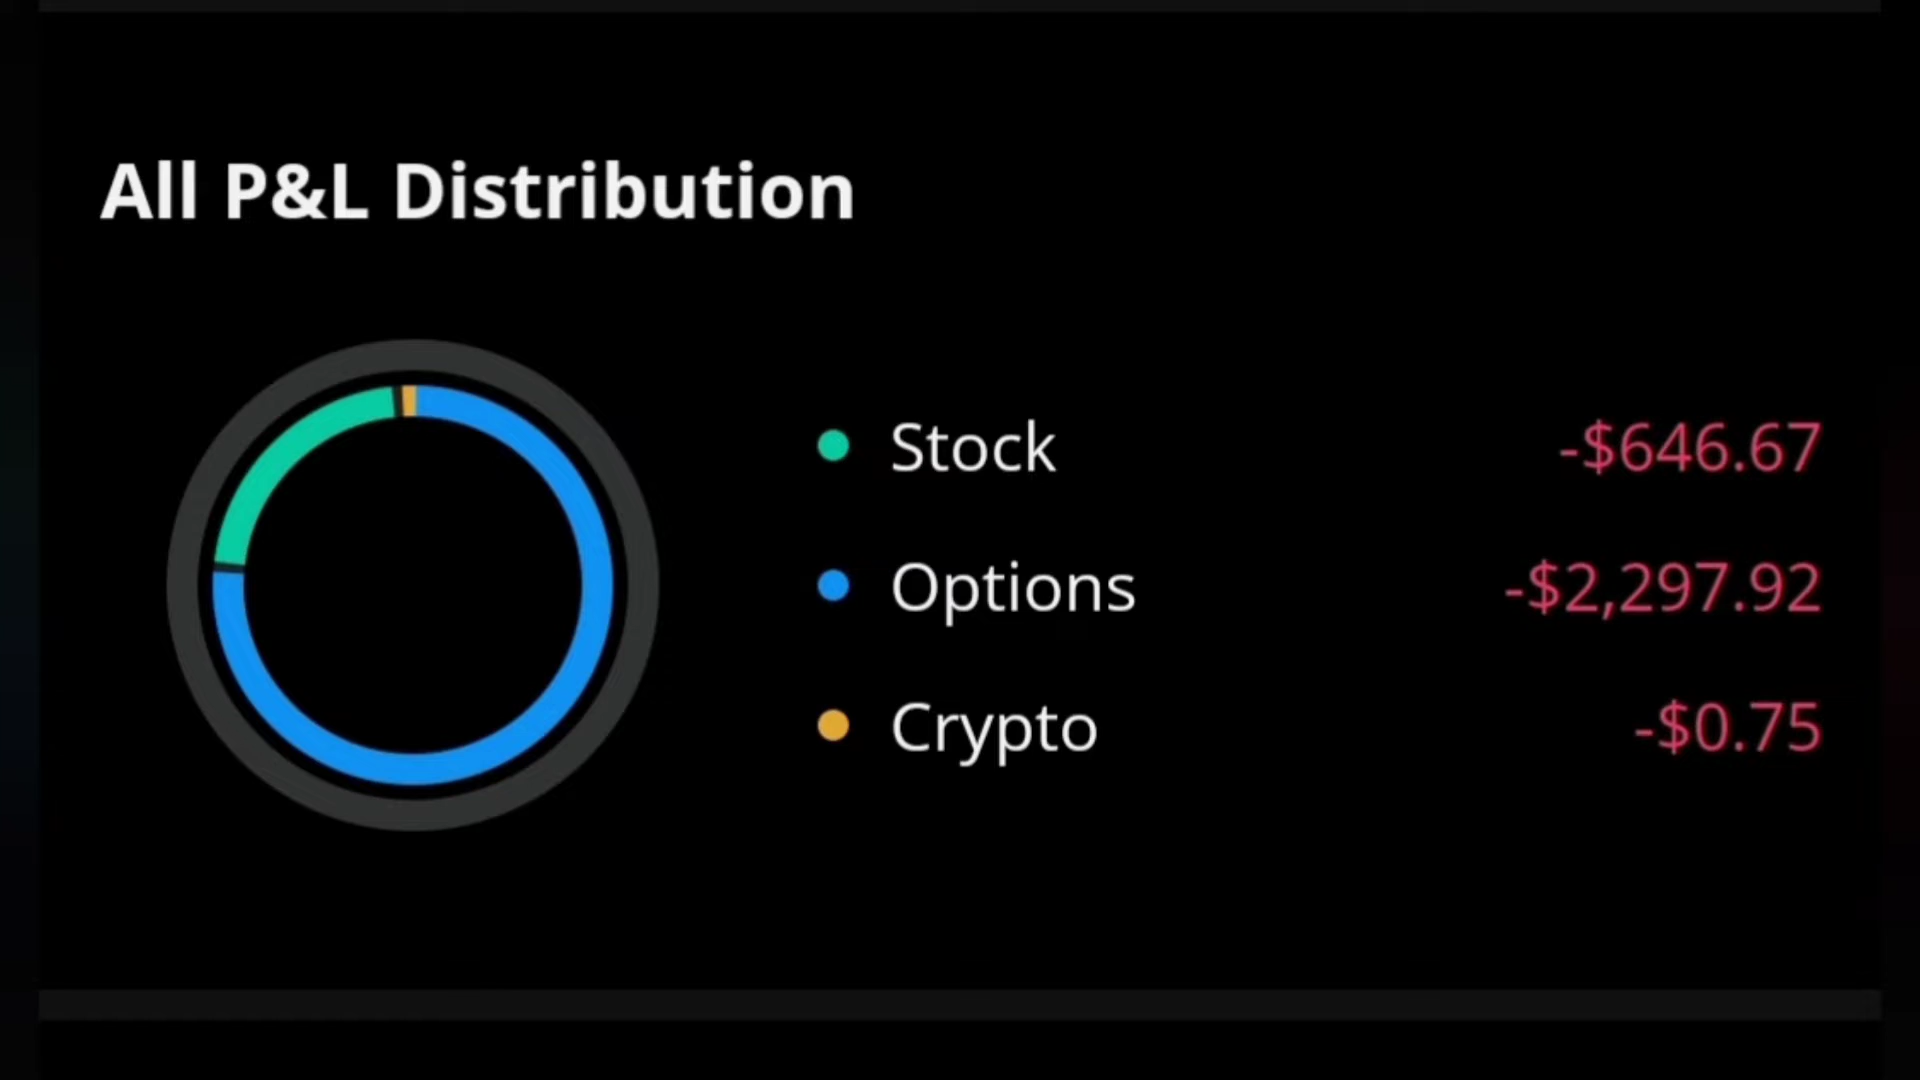 All P&L Distribution
Stock -$646.67
Options -$2,297.92
Crypto -$0.75